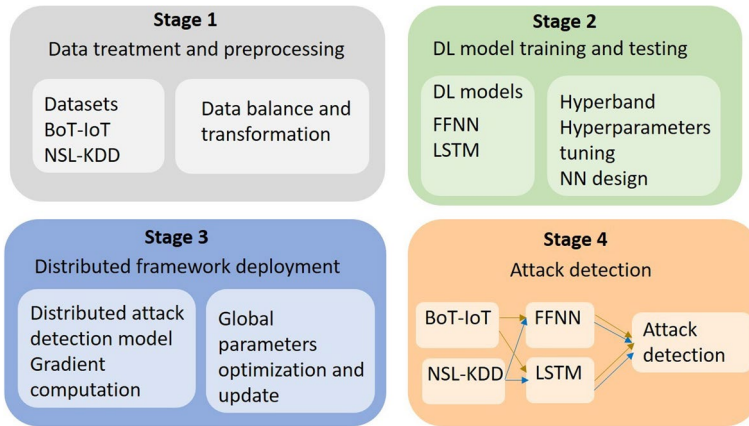 Stage 1
Data treatment and preprocessing
Datasets
BoT-IoT
NSL-KDD
Data balance and
transformation
Stage 2
DL model training and testing
DL models
FFNN
LSTM
Hyperband
Hyperparameters
tuning
NN design
Stage 3
Distributed framework deployment
Distributed attack
detection model
Gradient
computation
Global
parameters
optimization and
update
Stage 4
Attack detection
BoT-IoT
NSL-KDD
FFNN
LSTM
Attack
detection